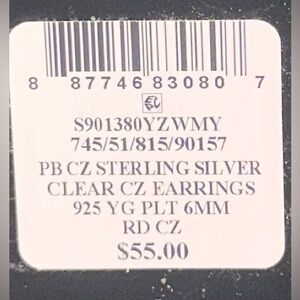 8 87746 83080 7
S901380YZWMY
745/51/815/90157
PB CZ STERLING SILVER
CLEAR CZ EARRINGS
925 YG PLT 6MM
RD CZ
$55.00